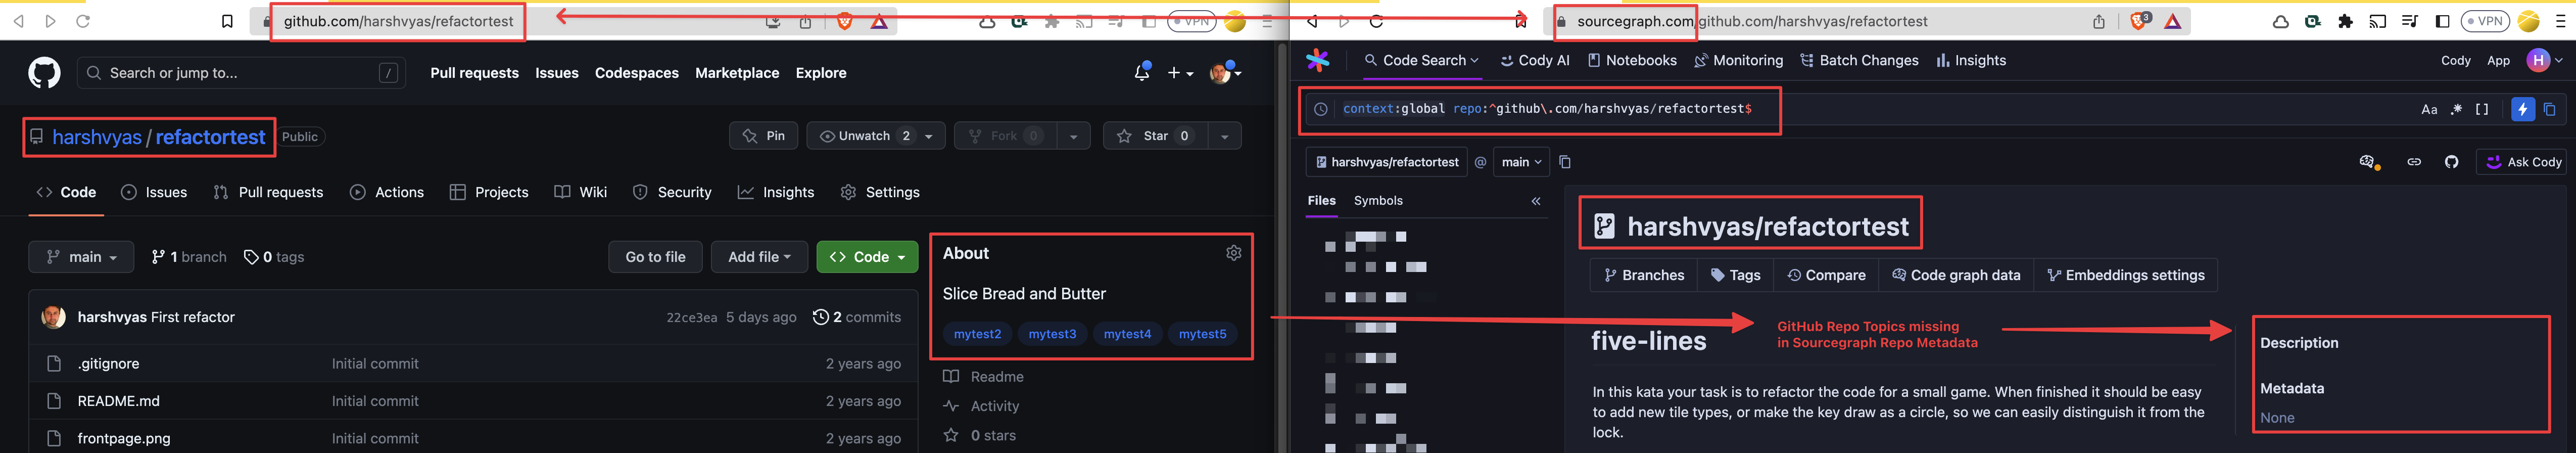 github.com/harshvyas/refactortest
VPN
Search or jump to...
/
Pull requests
Issues
Codespaces
Marketplace
Explore
harshvyas / refactortest
Public
Pin
Unwatch 2
Fork 0
Star 0
Code
Issues
Pull requests
Actions
Projects
Wiki
Security
Insights
Settings
main
1 branch
0 tags
Go to file
Add file
Code
harshvyas First refactor
22ce3ea 5 days ago
2 commits
.gitignore
Initial commit
2 years ago
README.md
Initial commit
2 years ago
frontpage.png
Initial commit
2 years ago
About
Slice Bread and Butter
mytest2 mytest3 mytest4 mytest5
Readme
Activity
0 stars
sourcegraph.com/github.com/harshvyas/refactortest
3
VPN
Code Search
Cody AI
Notebooks
Monitoring
Batch Changes
Insights
Cody
App
H
context:global repo:^github\.com/harshvyas/refactortest$
Aa .* []
harshvyas/refactortest @ main
Ask Cody
Files
Symbols
«
harshvyas/refactortest
Branches
Tags
Compare
Code graph data
Embeddings settings
five-lines
GitHub Repo Topics missing
in Sourcegraph Repo Metadata
In this kata your task is to refactor the code for a small game. When finished it should be easy
to add new tile types, or make the key draw as a circle, so we can easily distinguish it from the
lock.
Description
Metadata
None